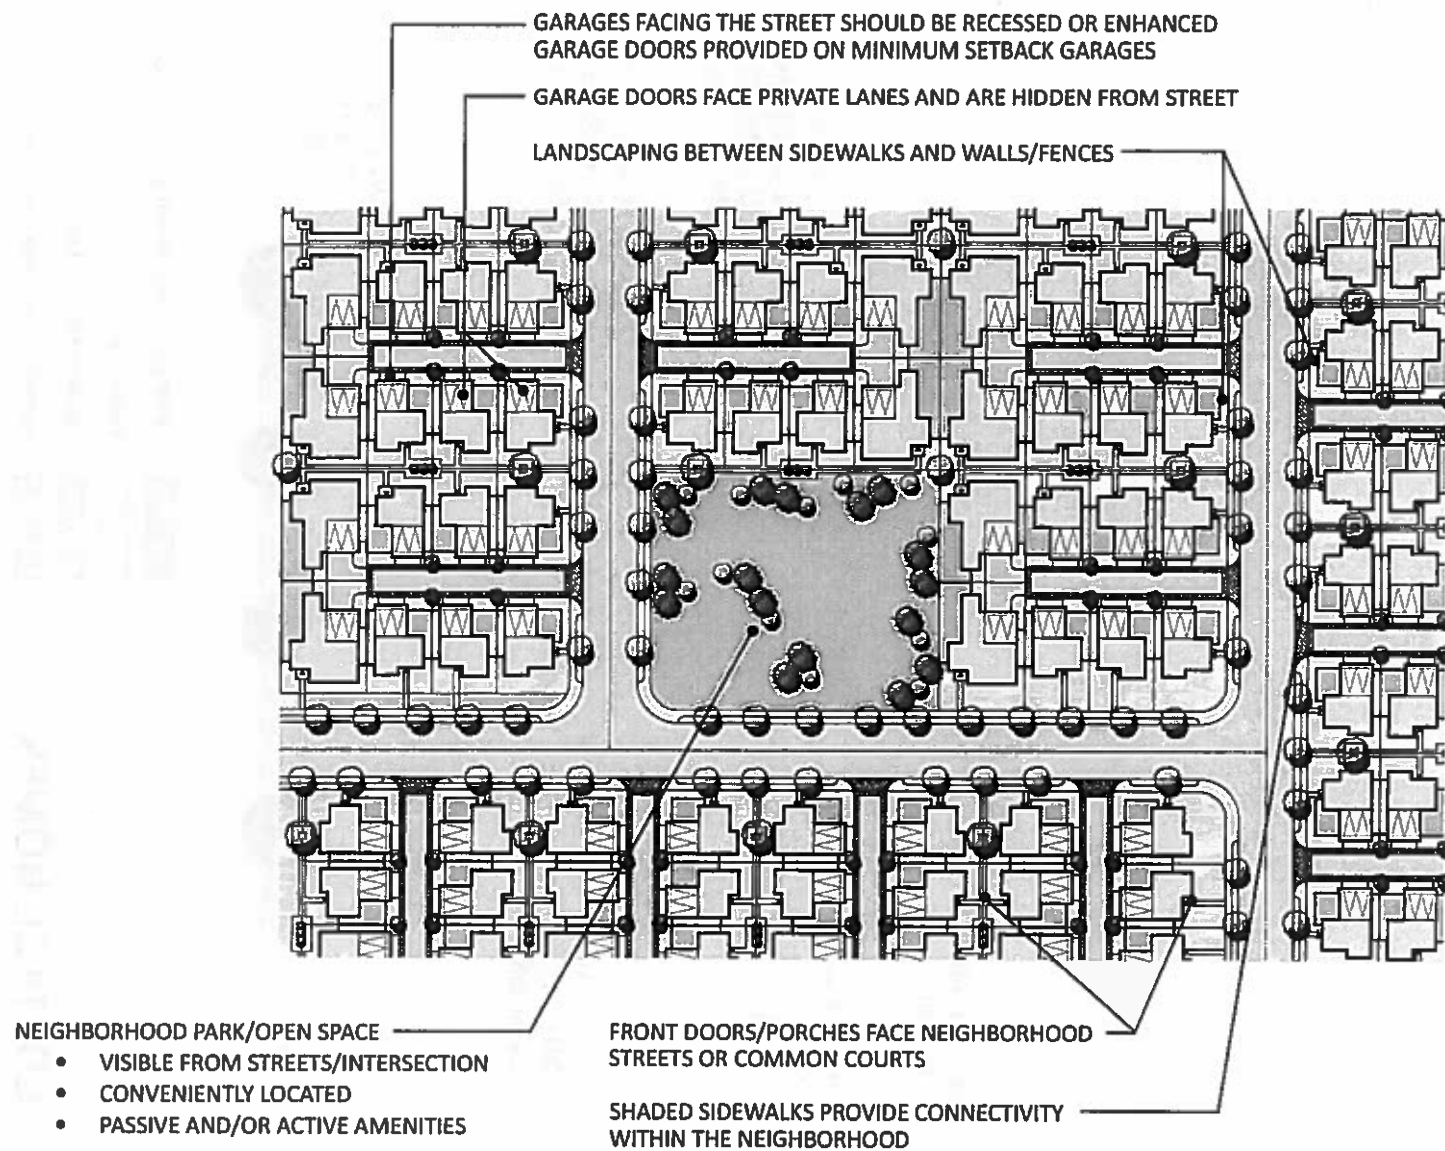 GARAGES FACING THE STREET SHOULD BE RECESSED OR ENHANCED
GARAGE DOORS PROVIDED ON MINIMUM SETBACK GARAGES
GARAGE DOORS FACE PRIVATE LANES AND ARE HIDDEN FROM STREET
LANDSCAPING BETWEEN SIDEWALKS AND WALLS/FENCES
NEIGHBORHOOD PARK/OPEN SPACE
• VISIBLE FROM STREETS/INTERSECTION
• CONVENIENTLY LOCATED
• PASSIVE AND/OR ACTIVE AMENITIES
FRONT DOORS/PORCHES FACE NEIGHBORHOOD
STREETS OR COMMON COURTS
SHADED SIDEWALKS PROVIDE CONNECTIVITY
WITHIN THE NEIGHBORHOOD